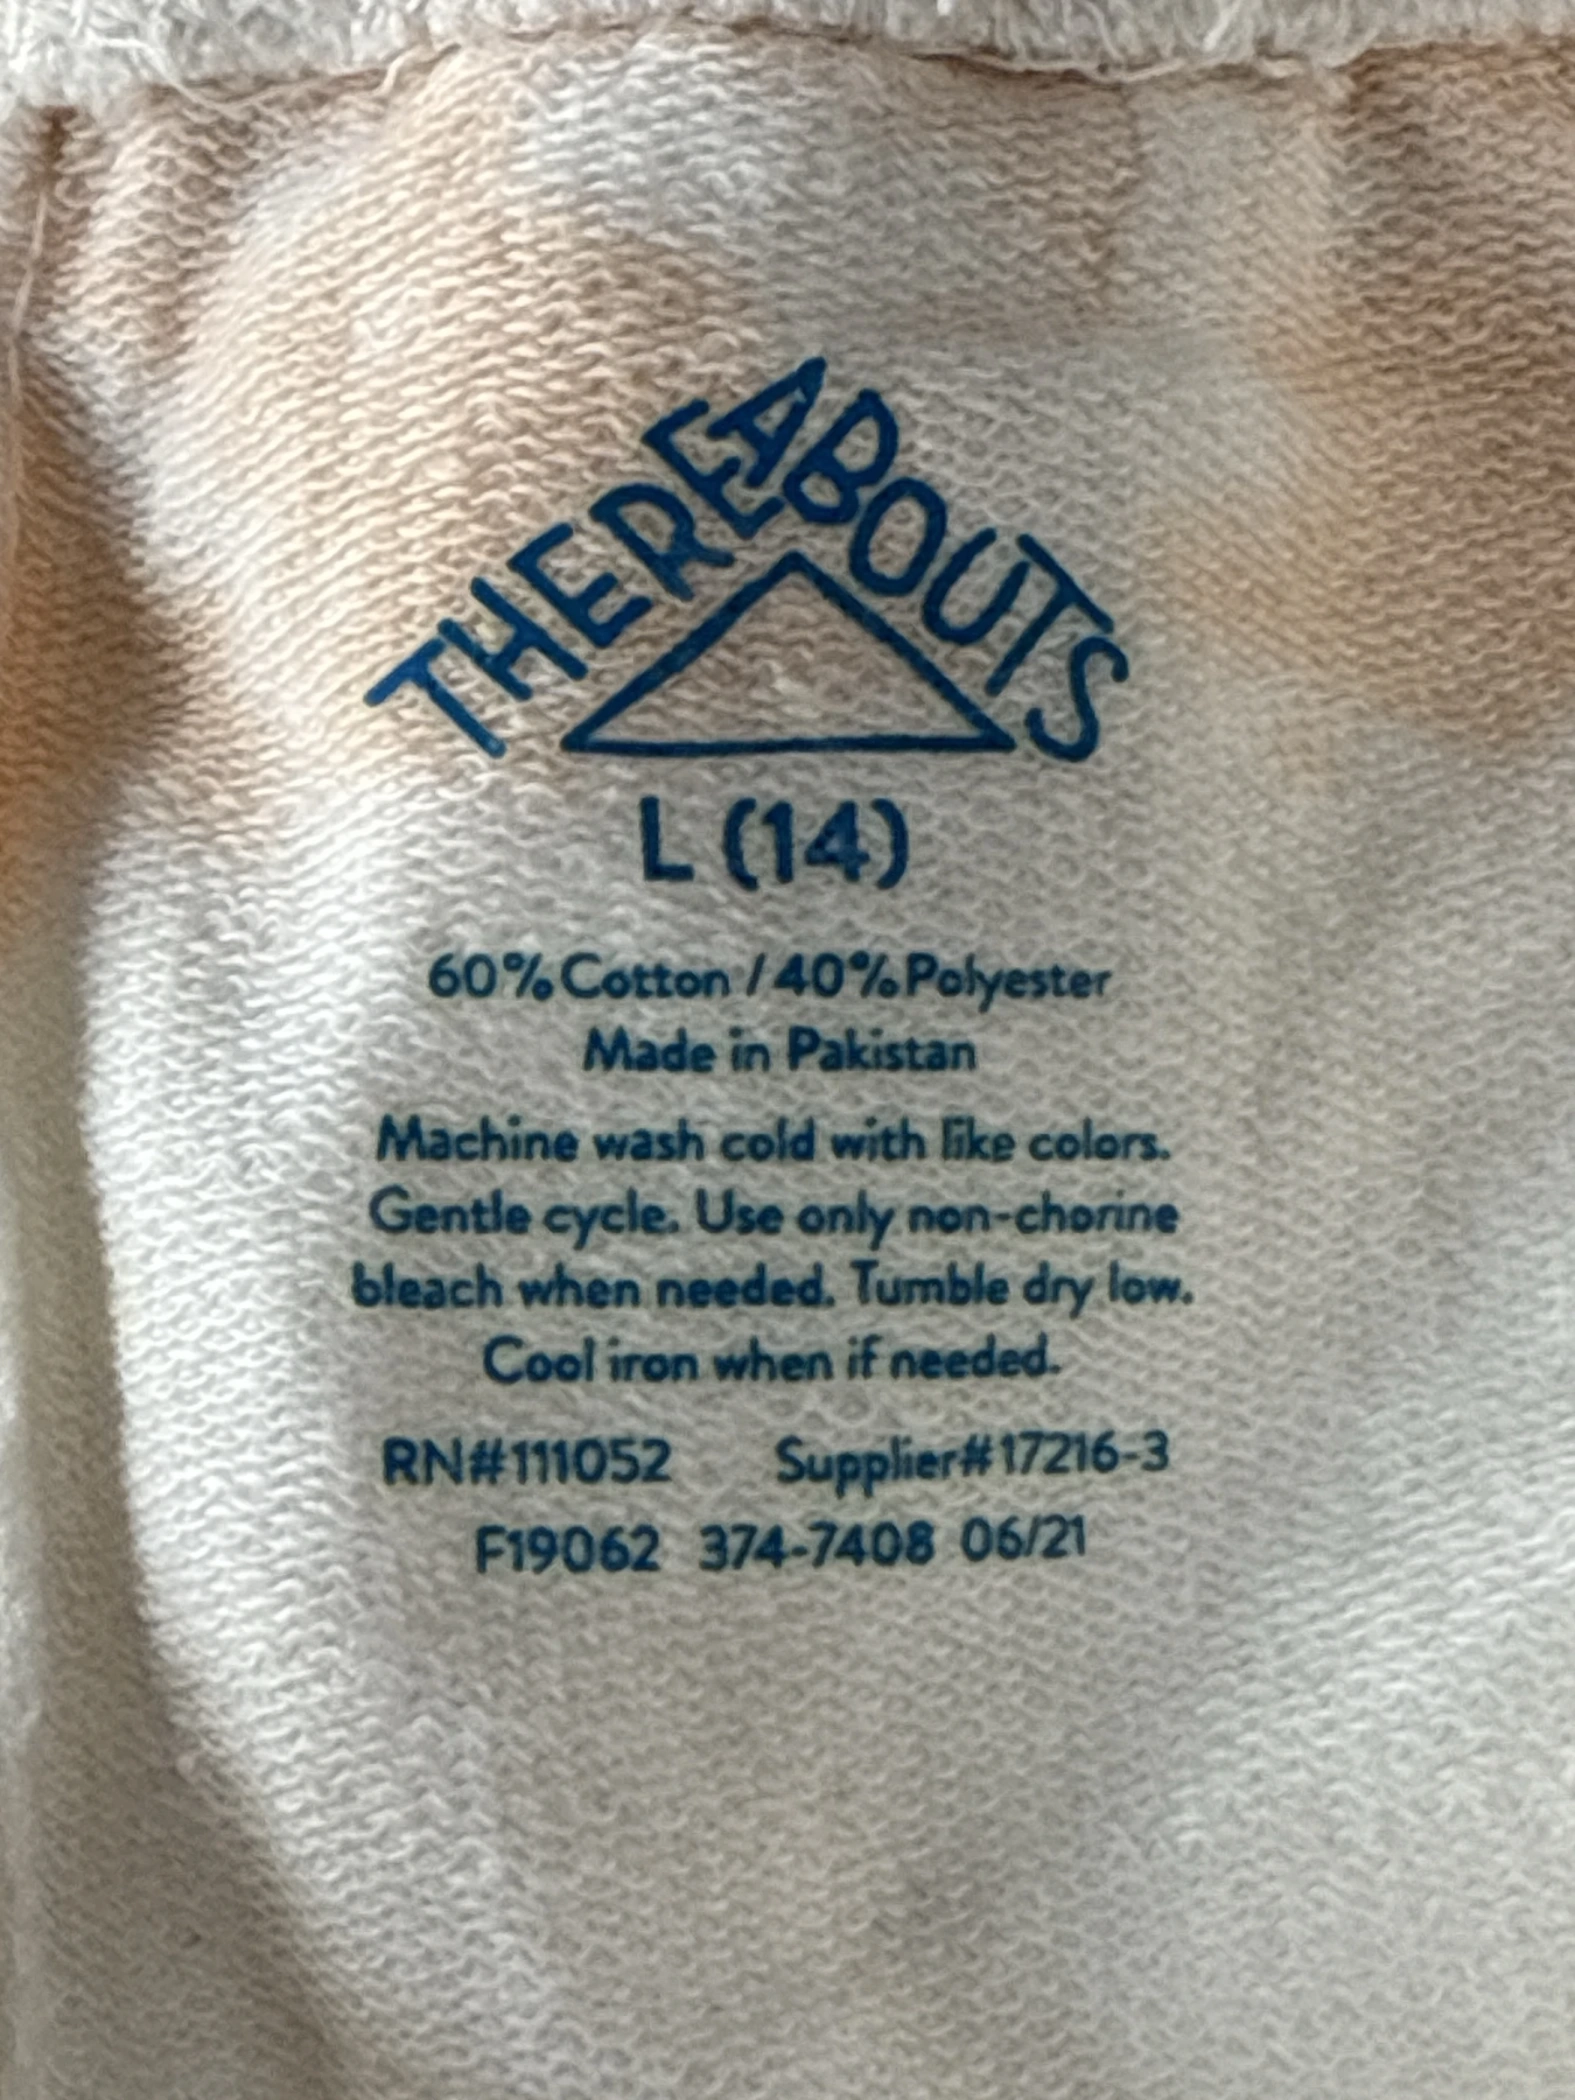 THEREABOUTS
L (14)
60% Cotton / 40% Polyester
Made in Pakistan
Machine wash cold with like colors.
Gentle cycle. Use only non-chorine
bleach when needed. Tumble dry low.
Cool iron when if needed.
RN#111052 Supplier#17216-3
F19062 374-7408 06/21